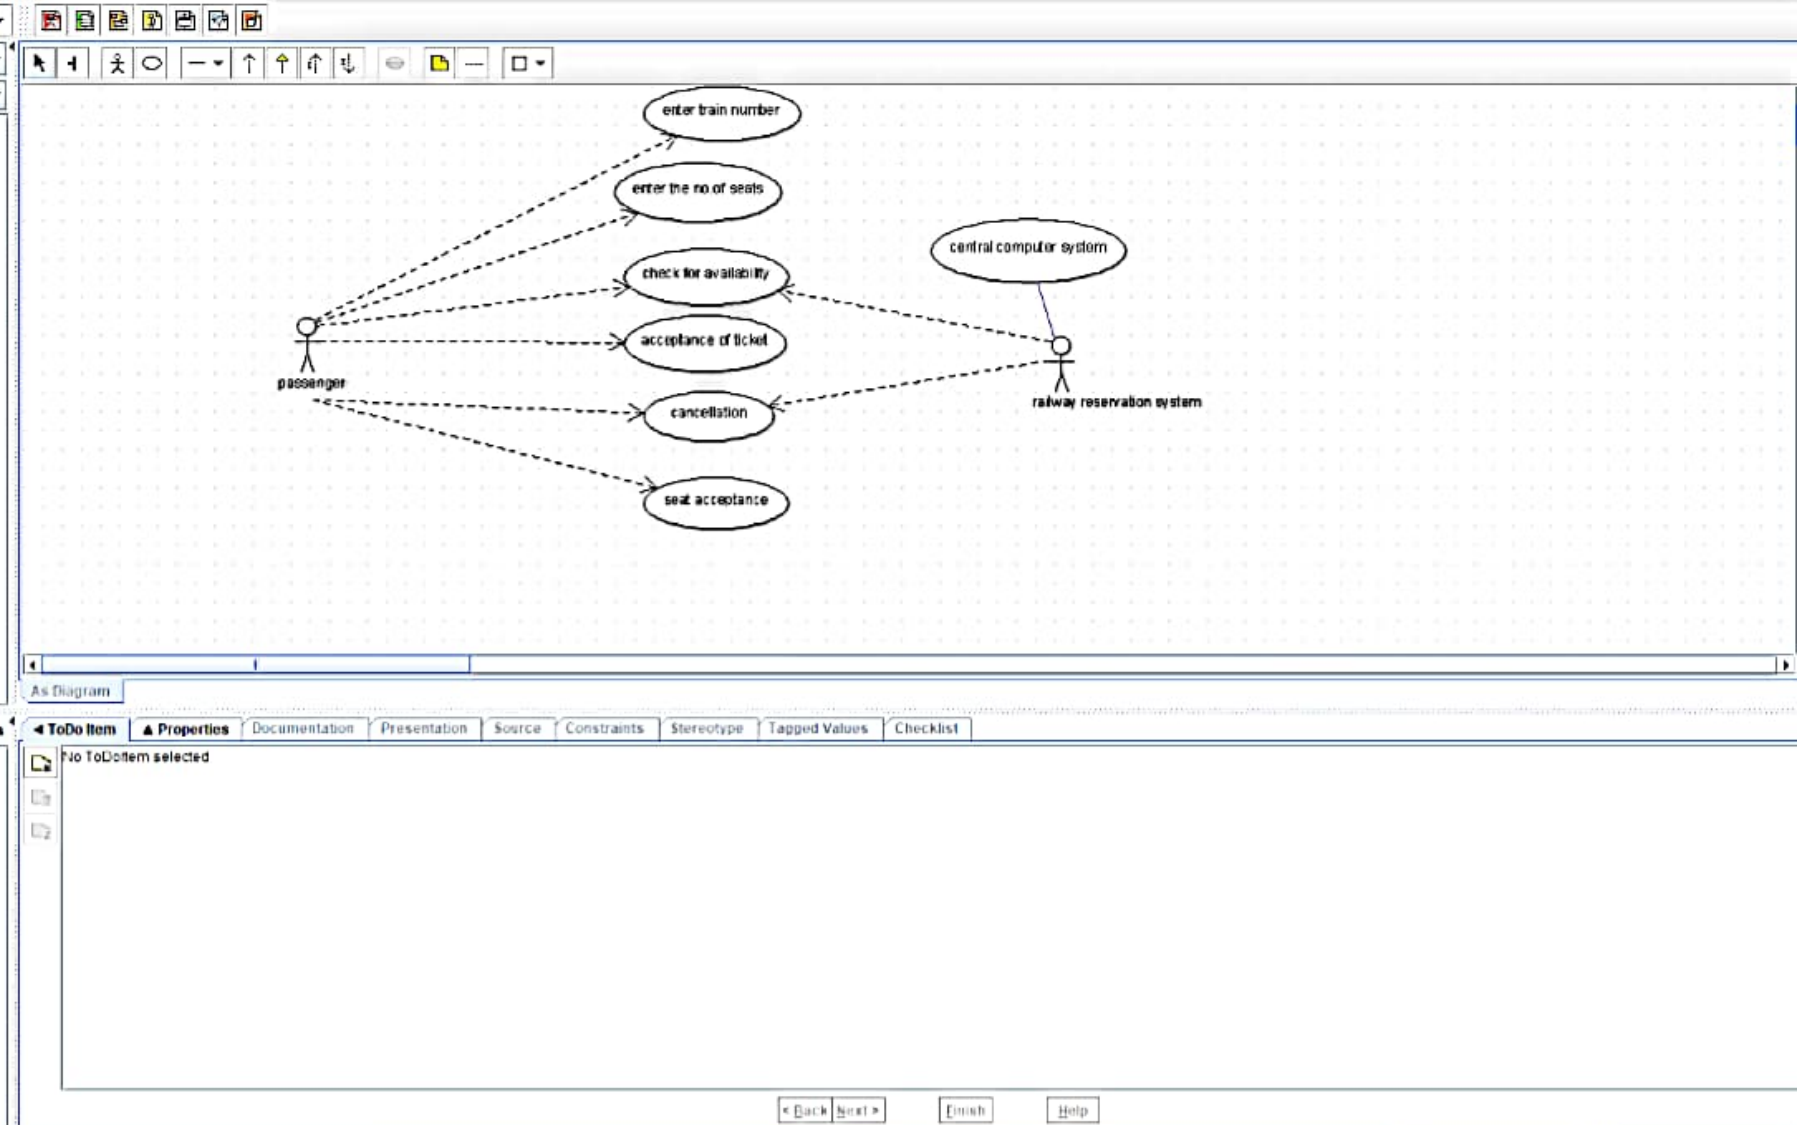 enter train number
enter the no.of seats
central computer system
check for availability
acceptance of ticket
passenger
railway reservation system
cancellation
seat acceptance
As Diagram
ToDo Item
Properties
Documentation
Presentation
Source
Constraints
Stereotype
Tagged Values
Checklist
No ToDoItem selected
< Back
Next >
Finish
Help